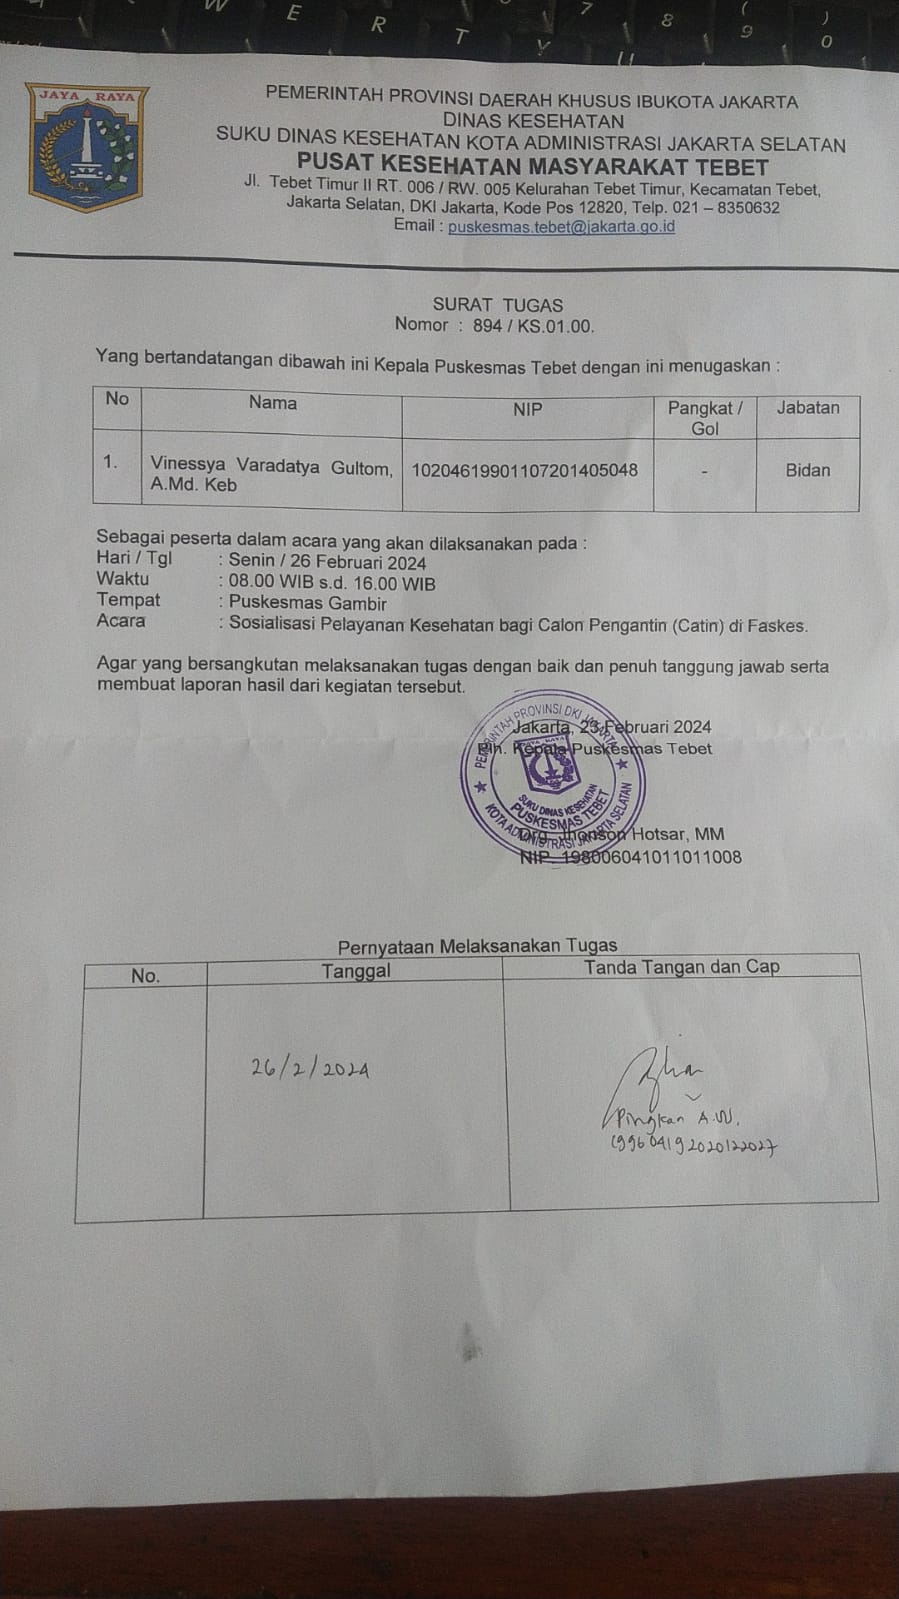 W E R T Y U 7 8 ( 9 ) 0
JAYA RAYA
PEMERINTAH PROVINSI DAERAH KHUSUS IBUKOTA JAKARTA
DINAS KESEHATAN
SUKU DINAS KESEHATAN KOTA ADMINISTRASI JAKARTA SELATAN
PUSAT KESEHATAN MASYARAKAT TEBET
Jl. Tebet Timur II RT. 006 / RW. 005 Kelurahan Tebet Timur, Kecamatan Tebet,
Jakarta Selatan, DKI Jakarta, Kode Pos 12820, Telp. 021 – 8350632
Email : puskesmas.tebet@jakarta.go.id
SURAT TUGAS
Nomor : 894 / KS.01.00.
Yang bertandatangan dibawah ini Kepala Puskesmas Tebet dengan ini menugaskan :
No Nama NIP Pangkat / Gol Jabatan
1. Vinessya Varadatya Gultom, A.Md. Keb 10204619901107201405048 - Bidan
Sebagai peserta dalam acara yang akan dilaksanakan pada :
Hari / Tgl : Senin / 26 Februari 2024
Waktu : 08.00 WIB s.d. 16.00 WIB
Tempat : Puskesmas Gambir
Acara : Sosialisasi Pelayanan Kesehatan bagi Calon Pengantin (Catin) di Faskes.
Agar yang bersangkutan melaksanakan tugas dengan baik dan penuh tanggung jawab serta
membuat laporan hasil dari kegiatan tersebut.
Jakarta, 23 Februari 2024
Plh. Kepala Puskesmas Tebet
PEMERINTAH PROVINSI DKI JAKARTA
SUKU DINAS KESEHATAN
PUSKESMAS TEBET
KOTA ADMINISTRASI JAKARTA SELATAN
Drg. Jhonson Hotsar, MM
NIP. 198006041011011008
Pernyataan Melaksanakan Tugas
No. Tanggal Tanda Tangan dan Cap
26/2/2024
Pingkan A.W.
199604192020122027